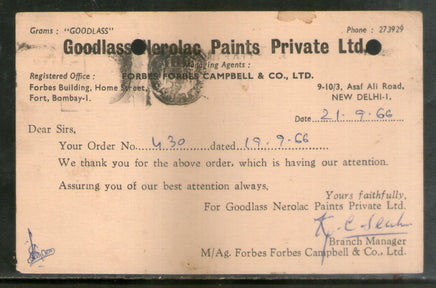 Grams : "GOODLASS" Phone : 273929
Goodlass Nerolac Paints Private Ltd.
Managing Agents :
Registered Office : FORBES FORBES CAMPBELL & CO., LTD.
Forbes Building, Home Street, 9-10/3, Asaf Ali Road,
Fort, Bombay-1. NEW DELHI-1.
Date 21.9.66
Dear Sirs,
Your Order No. 430 dated 19.9.66
We thank you for the above order, which is having our attention.
Assuring you of our best attention always,
Yours faithfully,
For Goodlass Nerolac Paints Private Ltd.
Branch Manager
M/Ag. Forbes Forbes Campbell & Co., Ltd.